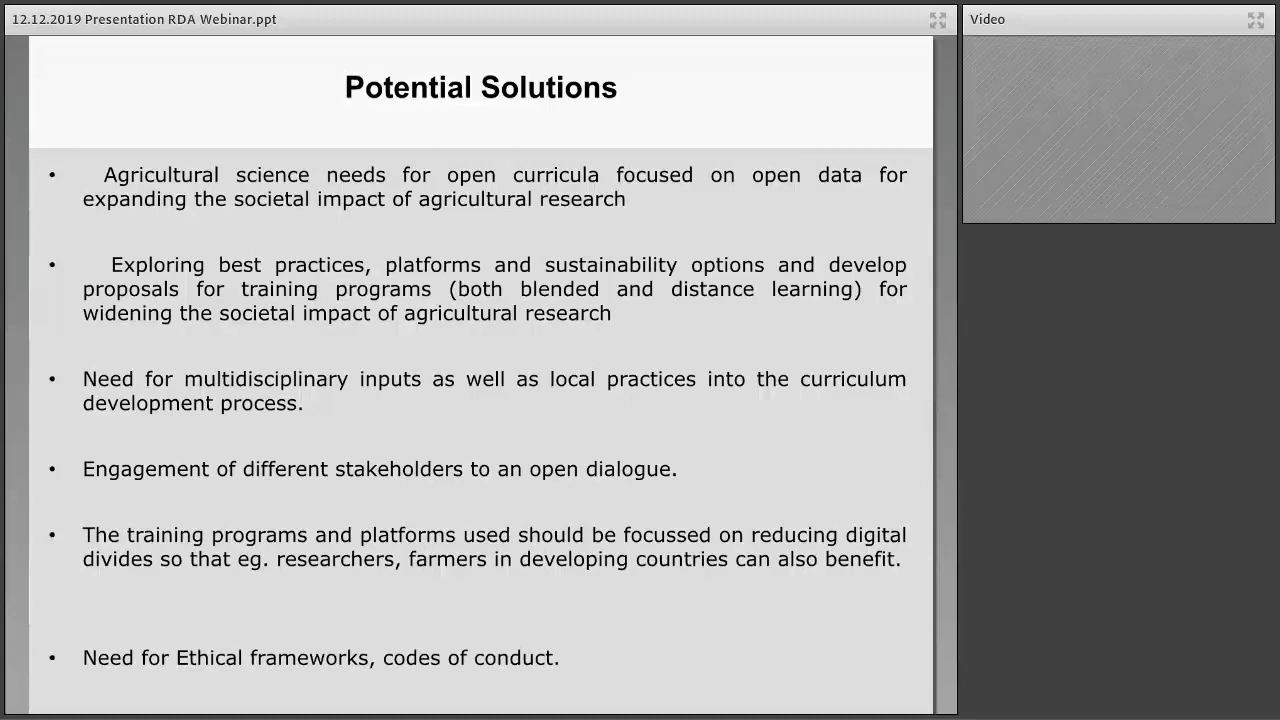 12.12.2019 Presentation RDA Webinar.ppt
Video
Potential Solutions
• Agricultural science needs for open curricula focused on open data for
expanding the societal impact of agricultural research
• Exploring best practices, platforms and sustainability options and develop
proposals for training programs (both blended and distance learning) for
widening the societal impact of agricultural research
• Need for multidisciplinary inputs as well as local practices into the curriculum
development process.
• Engagement of different stakeholders to an open dialogue.
• The training programs and platforms used should be focussed on reducing digital
divides so that eg. researchers, farmers in developing countries can also benefit.
• Need for Ethical frameworks, codes of conduct.